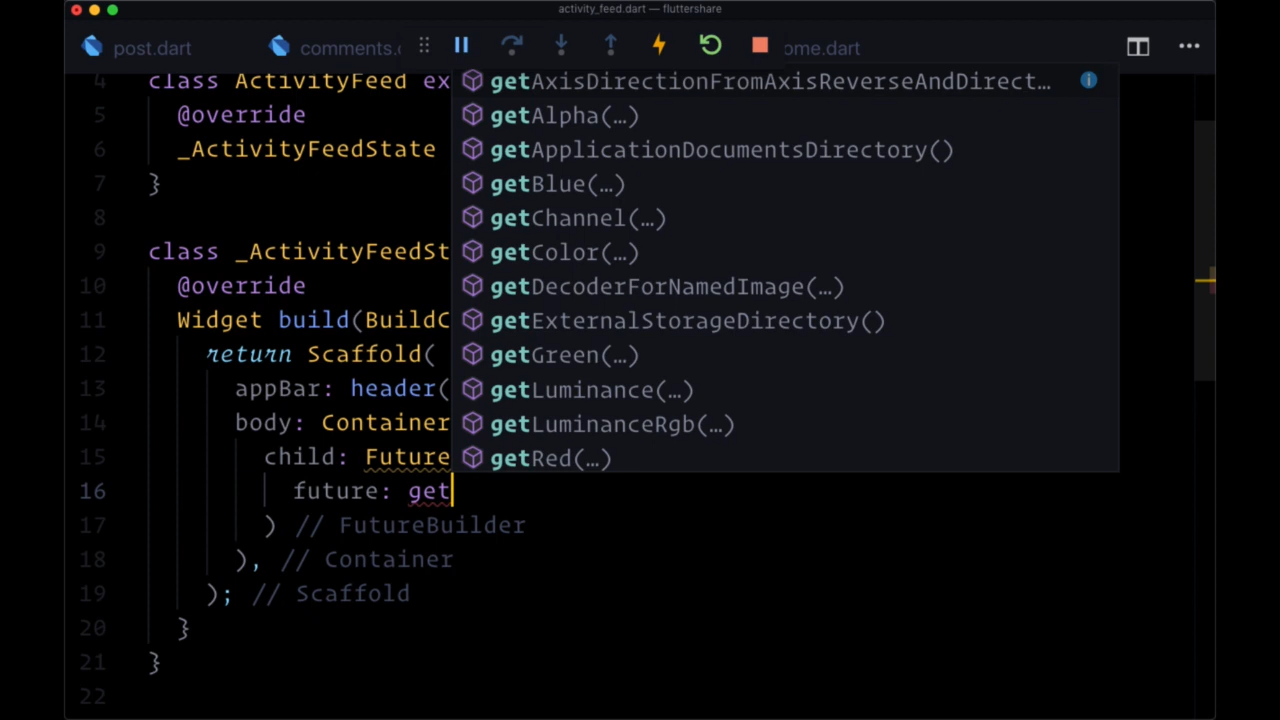 activity_feed.dart — fluttershare
post.dart comments. ome.dart
4 class ActivityFeed ex
5 @override
6 _ActivityFeedState
7 }
8
9 class _ActivityFeedSt
10 @override
11 Widget build(BuildC
12 return Scaffold(
13 appBar: header(
14 body: Container
15 child: Future
16 future: get
17 ) // FutureBuilder
18 ), // Container
19 ); // Scaffold
20 }
21 }
22
getAxisDirectionFromAxisReverseAndDirect…
getAlpha(…)
getApplicationDocumentsDirectory()
getBlue(…)
getChannel(…)
getColor(…)
getDecoderForNamedImage(…)
getExternalStorageDirectory()
getGreen(…)
getLuminance(…)
getLuminanceRgb(…)
getRed(…)